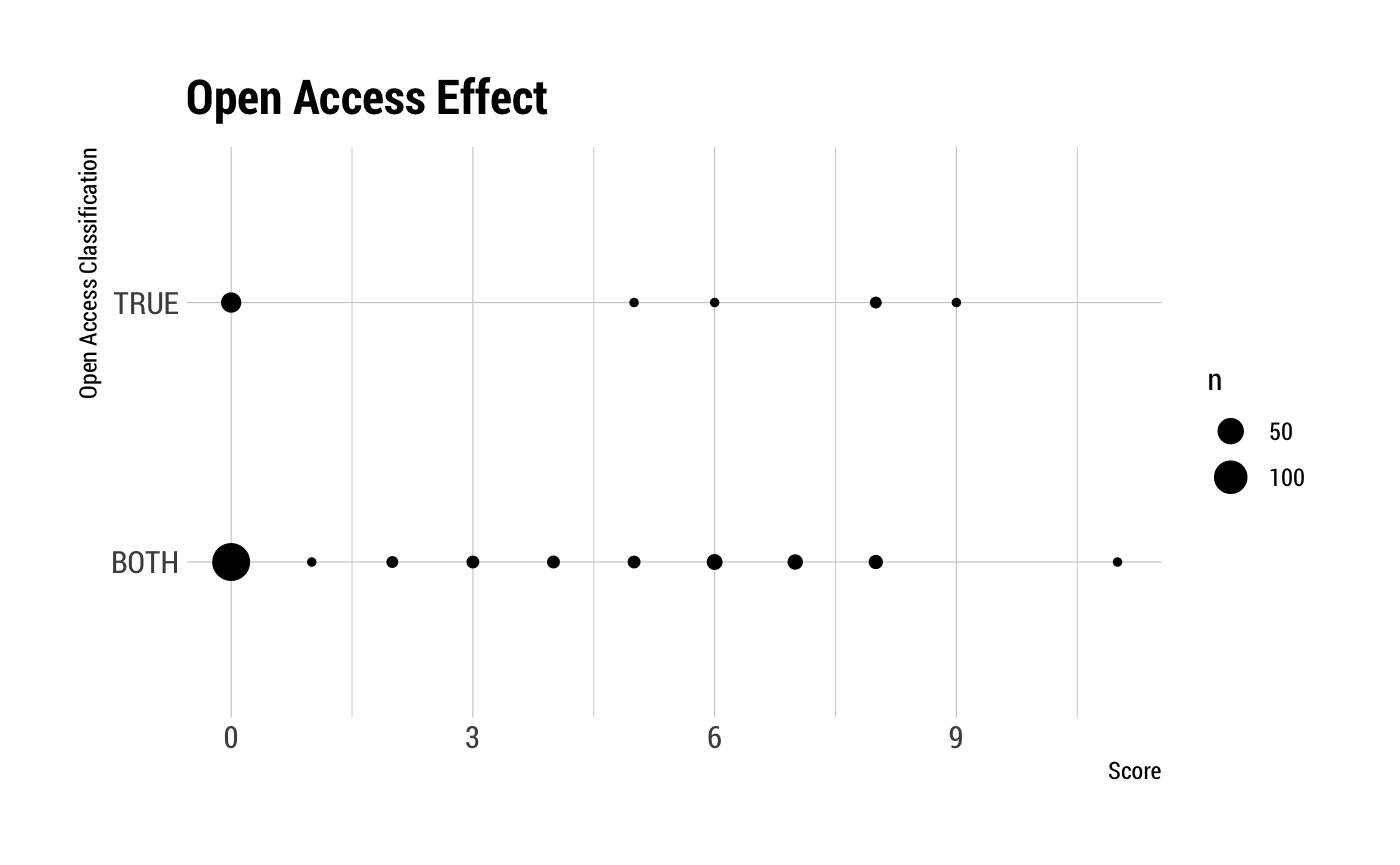 Open Access Effect
Open Access Classification
TRUE
BOTH
0 3 6 9
Score
n
50
100